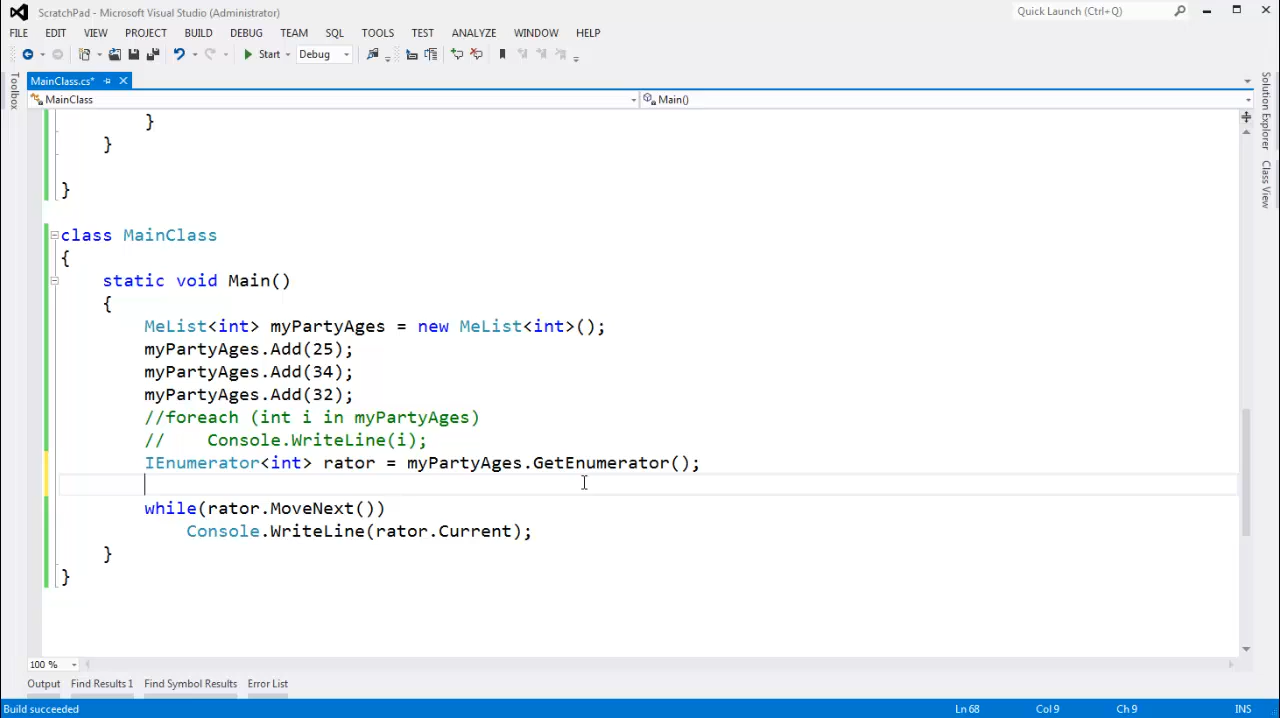 ScratchPad - Microsoft Visual Studio (Administrator)
Quick Launch (Ctrl+Q)
FILE EDIT VIEW PROJECT BUILD DEBUG TEAM SQL TOOLS TEST ANALYZE WINDOW HELP
Start Debug
MainClass.cs*
MainClass Main()
Toolbox
Solution Explorer
Class View
}
}
}
class MainClass
{
static void Main()
{
MeList<int> myPartyAges = new MeList<int>();
myPartyAges.Add(25);
myPartyAges.Add(34);
myPartyAges.Add(32);
//foreach (int i in myPartyAges)
// Console.WriteLine(i);
IEnumerator<int> rator = myPartyAges.GetEnumerator();
while(rator.MoveNext())
Console.WriteLine(rator.Current);
}
}
100 %
Output Find Results 1 Find Symbol Results Error List
Build succeeded Ln 68 Col 9 Ch 9 INS